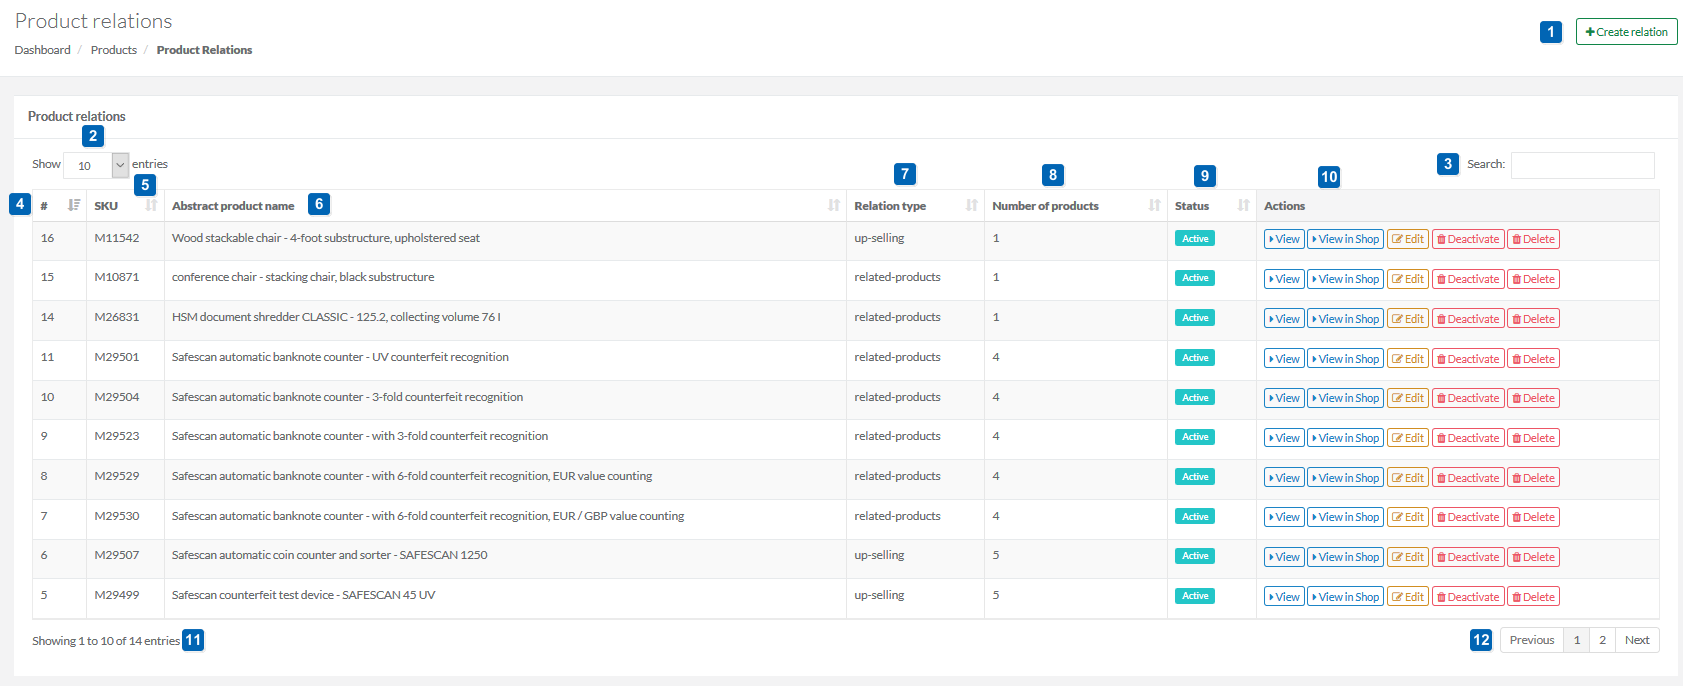 Product relations
1 Create relation
Dashboard / Products / Product Relations
Product relations
2
Show 10 entries
3 Search:
4 # 5 SKU Abstract product name 6 7 Relation type 8 Number of products 9 Status 10 Actions
16 M11542 Wood stackable chair - 4-foot substructure, upholstered seat up-selling 1 Active View View in Shop Edit Deactivate Delete
15 M10871 conference chair - stacking chair, black substructure related-products 1 Active View View in Shop Edit Deactivate Delete
14 M26831 HSM document shredder CLASSIC - 125.2, collecting volume 76 l related-products 1 Active View View in Shop Edit Deactivate Delete
11 M29501 Safescan automatic banknote counter - UV counterfeit recognition related-products 4 Active View View in Shop Edit Deactivate Delete
10 M29504 Safescan automatic banknote counter - 3-fold counterfeit recognition related-products 4 Active View View in Shop Edit Deactivate Delete
9 M29523 Safescan automatic banknote counter - with 3-fold counterfeit recognition related-products 4 Active View View in Shop Edit Deactivate Delete
8 M29529 Safescan automatic banknote counter - with 6-fold counterfeit recognition, EUR value counting related-products 4 Active View View in Shop Edit Deactivate Delete
7 M29530 Safescan automatic banknote counter - with 6-fold counterfeit recognition, EUR / GBP value counting related-products 4 Active View View in Shop Edit Deactivate Delete
6 M29507 Safescan automatic coin counter and sorter - SAFESCAN 1250 up-selling 5 Active View View in Shop Edit Deactivate Delete
5 M29499 Safescan counterfeit test device - SAFESCAN 45 UV up-selling 5 Active View View in Shop Edit Deactivate Delete
Showing 1 to 10 of 14 entries 11
12 Previous 1 2 Next